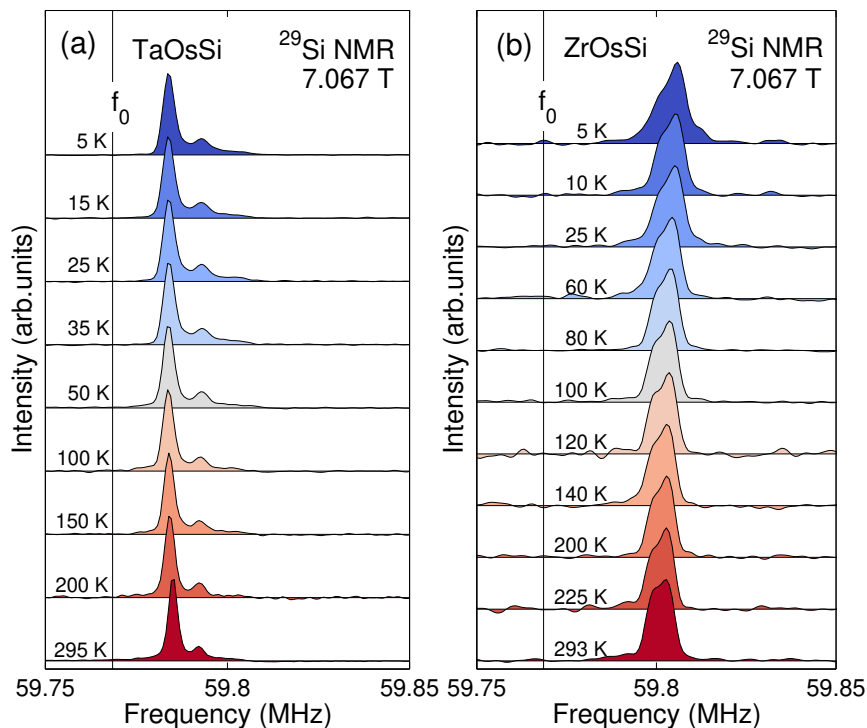 (a) TaOsSi ²⁹Si NMR
7.067 T
f₀
5 K
15 K
25 K
35 K
50 K
100 K
150 K
200 K
295 K
59.75 59.8 59.85
Frequency (MHz)
Intensity (arb.units)
(b) ZrOsSi ²⁹Si NMR
7.067 T
f₀
5 K
10 K
25 K
60 K
80 K
100 K
120 K
140 K
200 K
225 K
293 K
59.75 59.8 59.85
Frequency (MHz)
Intensity (arb.units)